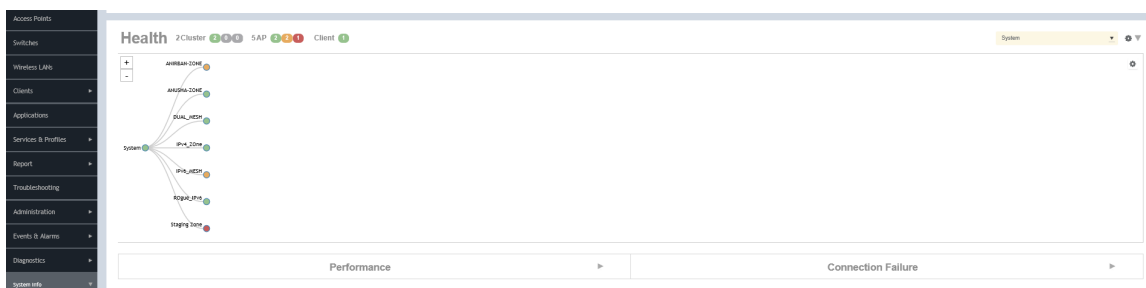 Access Points
Switches
Wireless LANs
Clients
Applications
Services & Profiles
Report
Troubleshooting
Administration
Events & Alarms
Diagnostics
System Info
Health 2Cluster 2 0 0 5AP 2 2 1 Client 1
System
+
-
ANIRBAN-ZONE
ANUSHA-ZONE
DUAL_MESH
IPv4_ZOne
IPv6_MESH
ROgue_IPv6
Staging Zone
System
Performance
Connection Failure